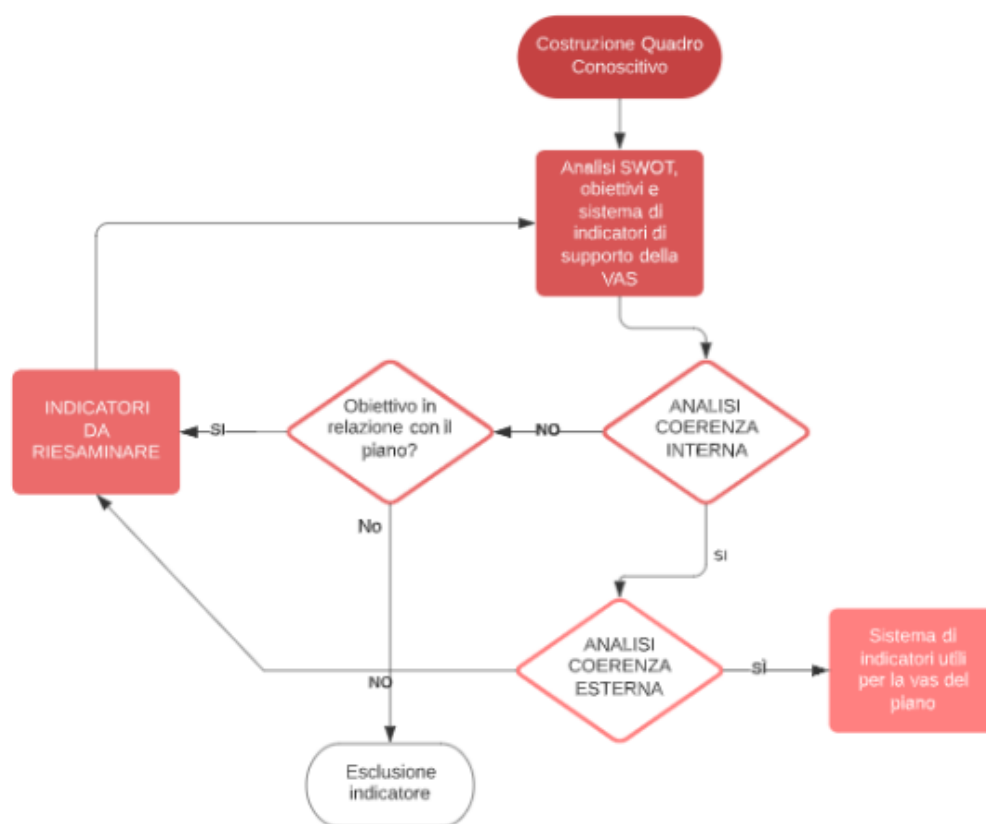 Costruzione Quadro
Conoscitivo
Analisi SWOT,
obiettivi e
sistema di
indicatori di
supporto della
VAS
INDICATORI
DA
RIESAMINARE
SI
Obiettivo in
relazione con il
piano?
NO
ANALISI
COERENZA
INTERNA
No
SI
ANALISI
COERENZA
ESTERNA
SÌ
Sistema di
indicatori utili
per la vas del
piano
NO
Esclusione
indicatore